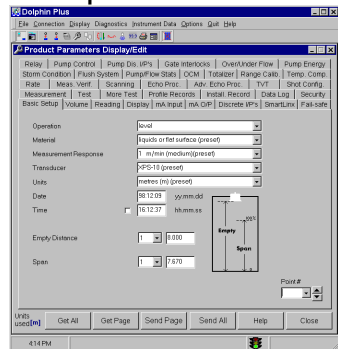 Dolphin Plus
File Connection Display Diagnostics Instrument Data Options Quit Help
Product Parameters Display/Edit
Relay Pump Control Pump Dis. I/P's Gate Interlocks Over/Under Flow Pump Energy
Storm Condition Flush System Pump/Flow Stats OCM Totalizer Range Calib. Temp. Comp.
Rate Meas. Verif. Scanning Echo Proc. Adv. Echo Proc. TVT Shot Config.
Measurement Test More Test Profile Records Install. Record Data Log Security
Basic Setup Volume Reading Display mA Input mA O/P Discrete I/P's SmartLinx Fail-safe
Operation level
Material liquids or flat surface (preset)
Measurement Response 1 m/min (medium)(preset)
Transducer XPS-10 (preset)
Units metres (m) (preset)
Date 98:12:09 yy:mm:dd
Time 16:12:37 hh:mm:ss
Empty Distance 1 8.000
Span 1 7.670
100%
Empty
Span
0
Point #
Units used:[m] Get All Get Page Send Page Send All Help Close
4:14 PM